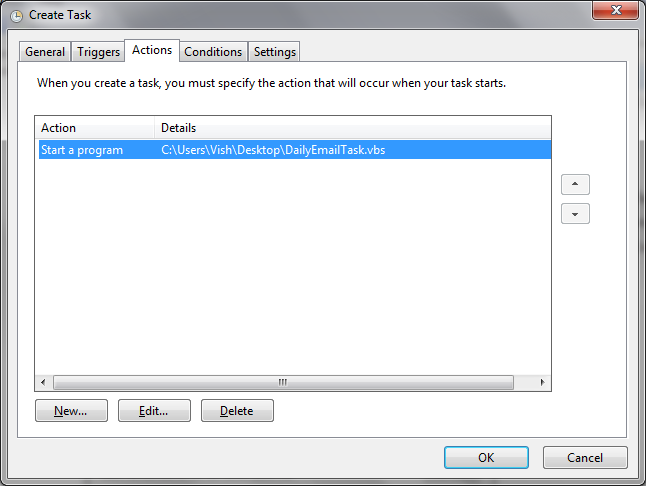 Create Task
General Triggers Actions Conditions Settings
When you create a task, you must specify the action that will occur when your task starts.
Action Details
Start a program C:\Users\Vish\Desktop\DailyEmailTask.vbs
New... Edit... Delete
OK Cancel